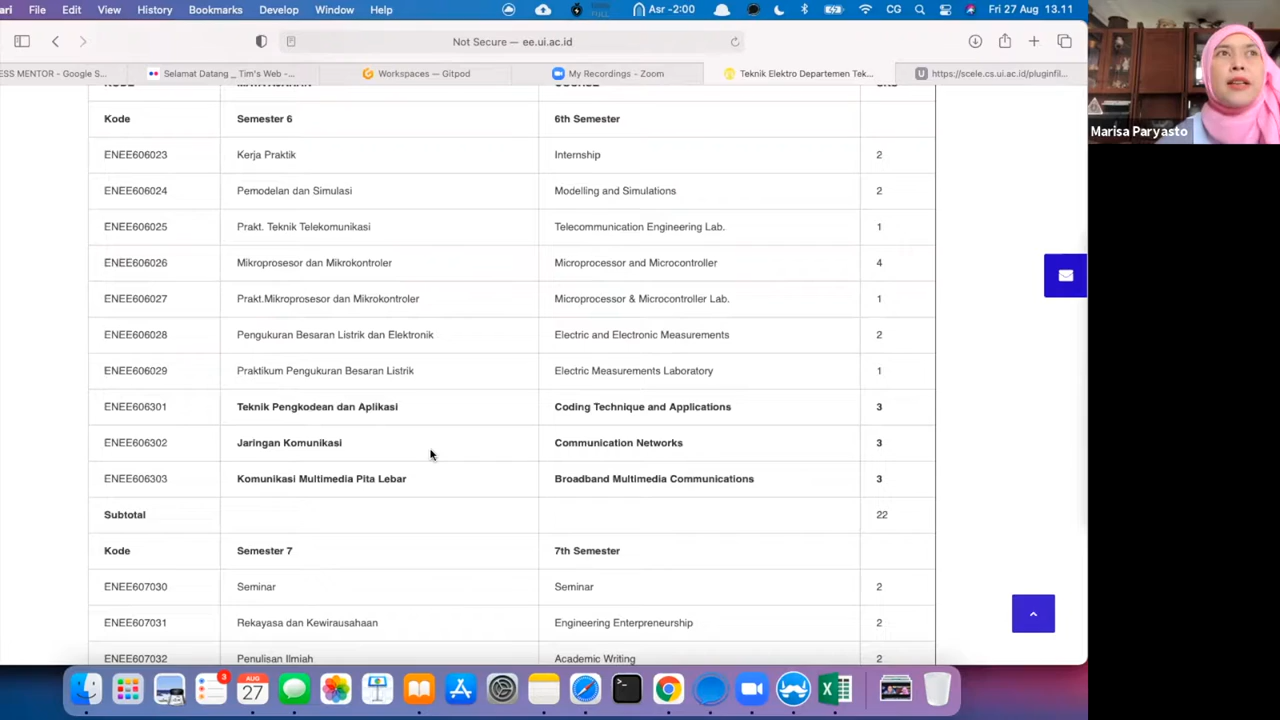 ari File Edit View History Bookmarks Develop Window Help FULL Asr -2:00 CG Fri 27 Aug 13.11
Not Secure — ee.ui.ac.id
ESS MENTOR - Google S... Selamat Datang _ Tim's Web -... Workspaces — Gitpod My Recordings - Zoom Teknik Elektro Departemen Tek... https://scele.cs.ui.ac.id/pluginfil...
Kode Semester 6 6th Semester
ENEE606023 Kerja Praktik Internship 2
ENEE606024 Pemodelan dan Simulasi Modelling and Simulations 2
ENEE606025 Prakt. Teknik Telekomunikasi Telecommunication Engineering Lab. 1
ENEE606026 Mikroprosesor dan Mikrokontroler Microprocessor and Microcontroller 4
ENEE606027 Prakt.Mikroprosesor dan Mikrokontroler Microprocessor & Microcontroller Lab. 1
ENEE606028 Pengukuran Besaran Listrik dan Elektronik Electric and Electronic Measurements 2
ENEE606029 Praktikum Pengukuran Besaran Listrik Electric Measurements Laboratory 1
ENEE606301 Teknik Pengkodean dan Aplikasi Coding Technique and Applications 3
ENEE606302 Jaringan Komunikasi Communication Networks 3
ENEE606303 Komunikasi Multimedia Pita Lebar Broadband Multimedia Communications 3
Subtotal 22
Kode Semester 7 7th Semester
ENEE607030 Seminar Seminar 2
ENEE607031 Rekayasa dan Kewirausahaan Engineering Enterpreneurship 2
ENEE607032 Penulisan Ilmiah Academic Writing 2
3
AUG
27
Marisa Paryasto